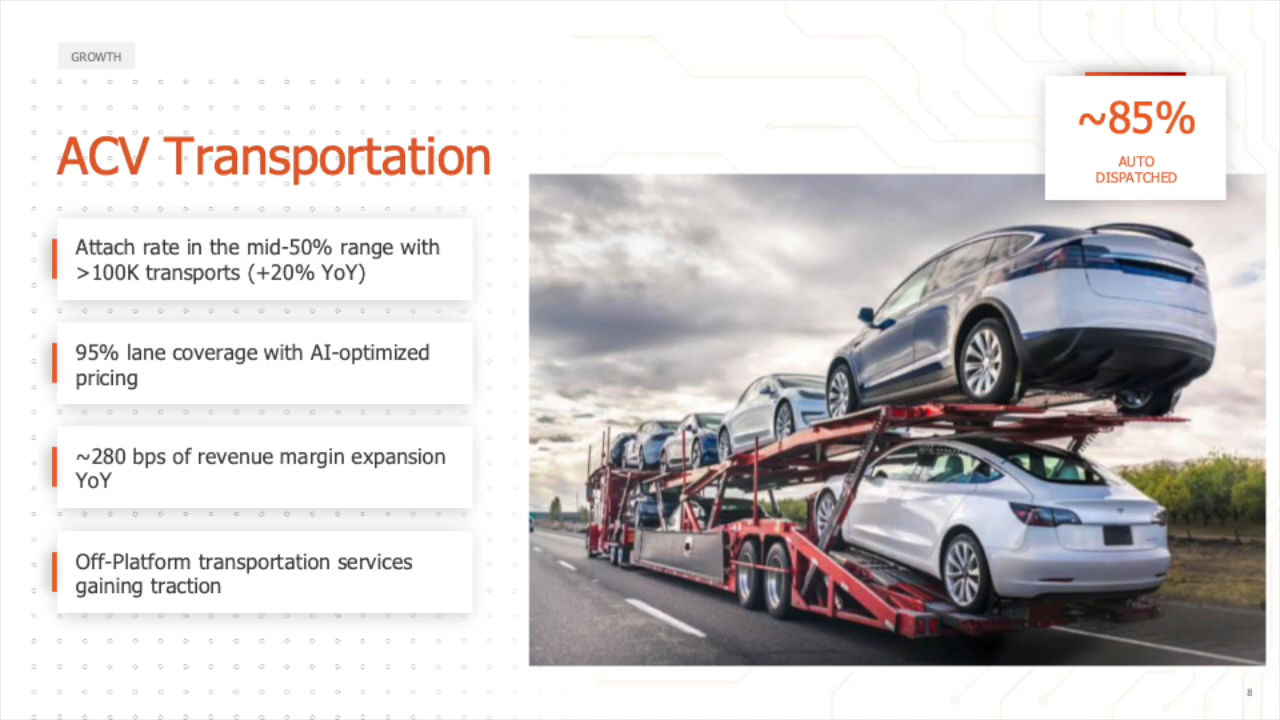 GROWTH
ACV Transportation
~85%
AUTO
DISPATCHED
Attach rate in the mid-50% range with
>100K transports (+20% YoY)
95% lane coverage with AI-optimized
pricing
~280 bps of revenue margin expansion
YoY
Off-Platform transportation services
gaining traction
8